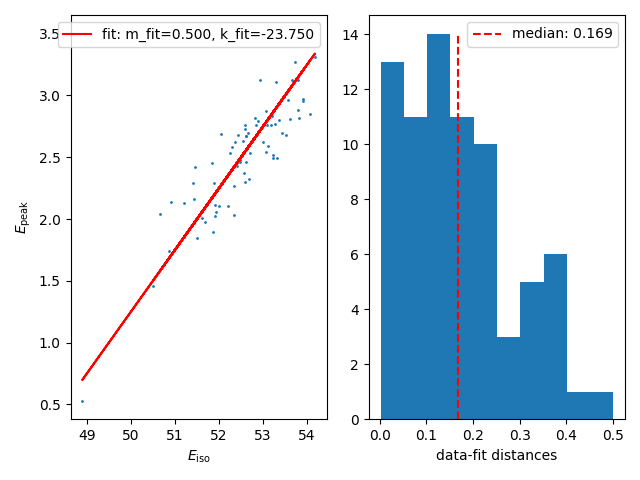 fit: m_fit=0.500, k_fit=-23.750
3.5
3.0
2.5
2.0
1.5
1.0
0.5
E_peak
49 50 51 52 53 54
E_iso
median: 0.169
14
12
10
8
6
4
2
0
0.0 0.1 0.2 0.3 0.4 0.5
data-fit distances